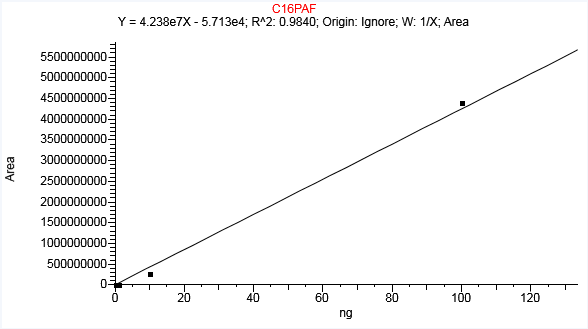 C16PAF
Y = 4.238e7X - 5.713e4; R^2: 0.9840; Origin: Ignore; W: 1/X; Area
5500000000
5000000000
4500000000
4000000000
3500000000
3000000000
2500000000
2000000000
1500000000
1000000000
500000000
0
Area
0 20 40 60 80 100 120
ng